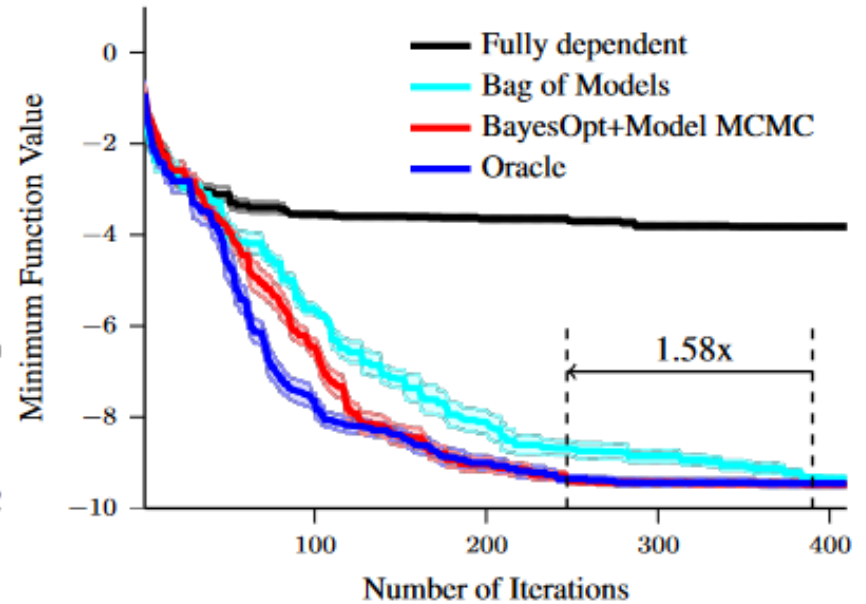 Fully dependent
Bag of Models
BayesOpt+Model MCMC
Oracle
1.58x
0
−2
−4
−6
−8
−10
Minimum Function Value
100
200
300
400
Number of Iterations